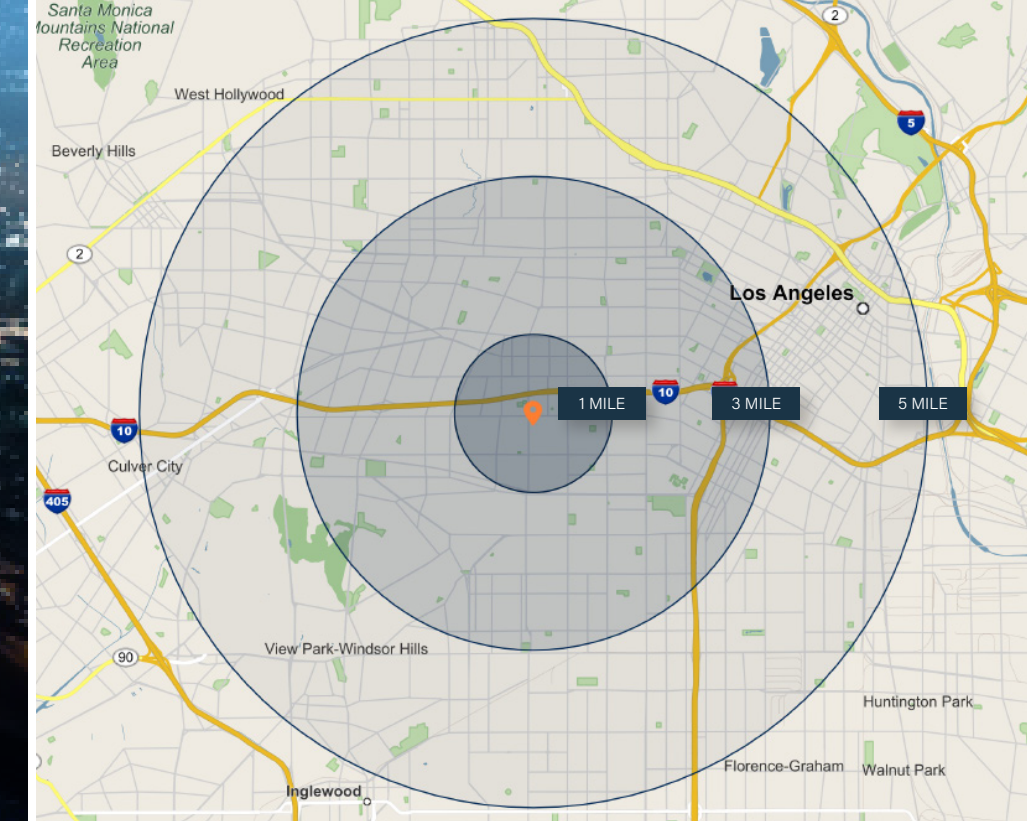 Santa Monica
Mountains National
Recreation
Area
2
West Hollywood
5
Beverly Hills
2
Los Angeles
10
1 MILE
3 MILE
5 MILE
10
Culver City
405
View Park-Windsor Hills
90
Huntington Park
Florence-Graham
Walnut Park
Inglewood